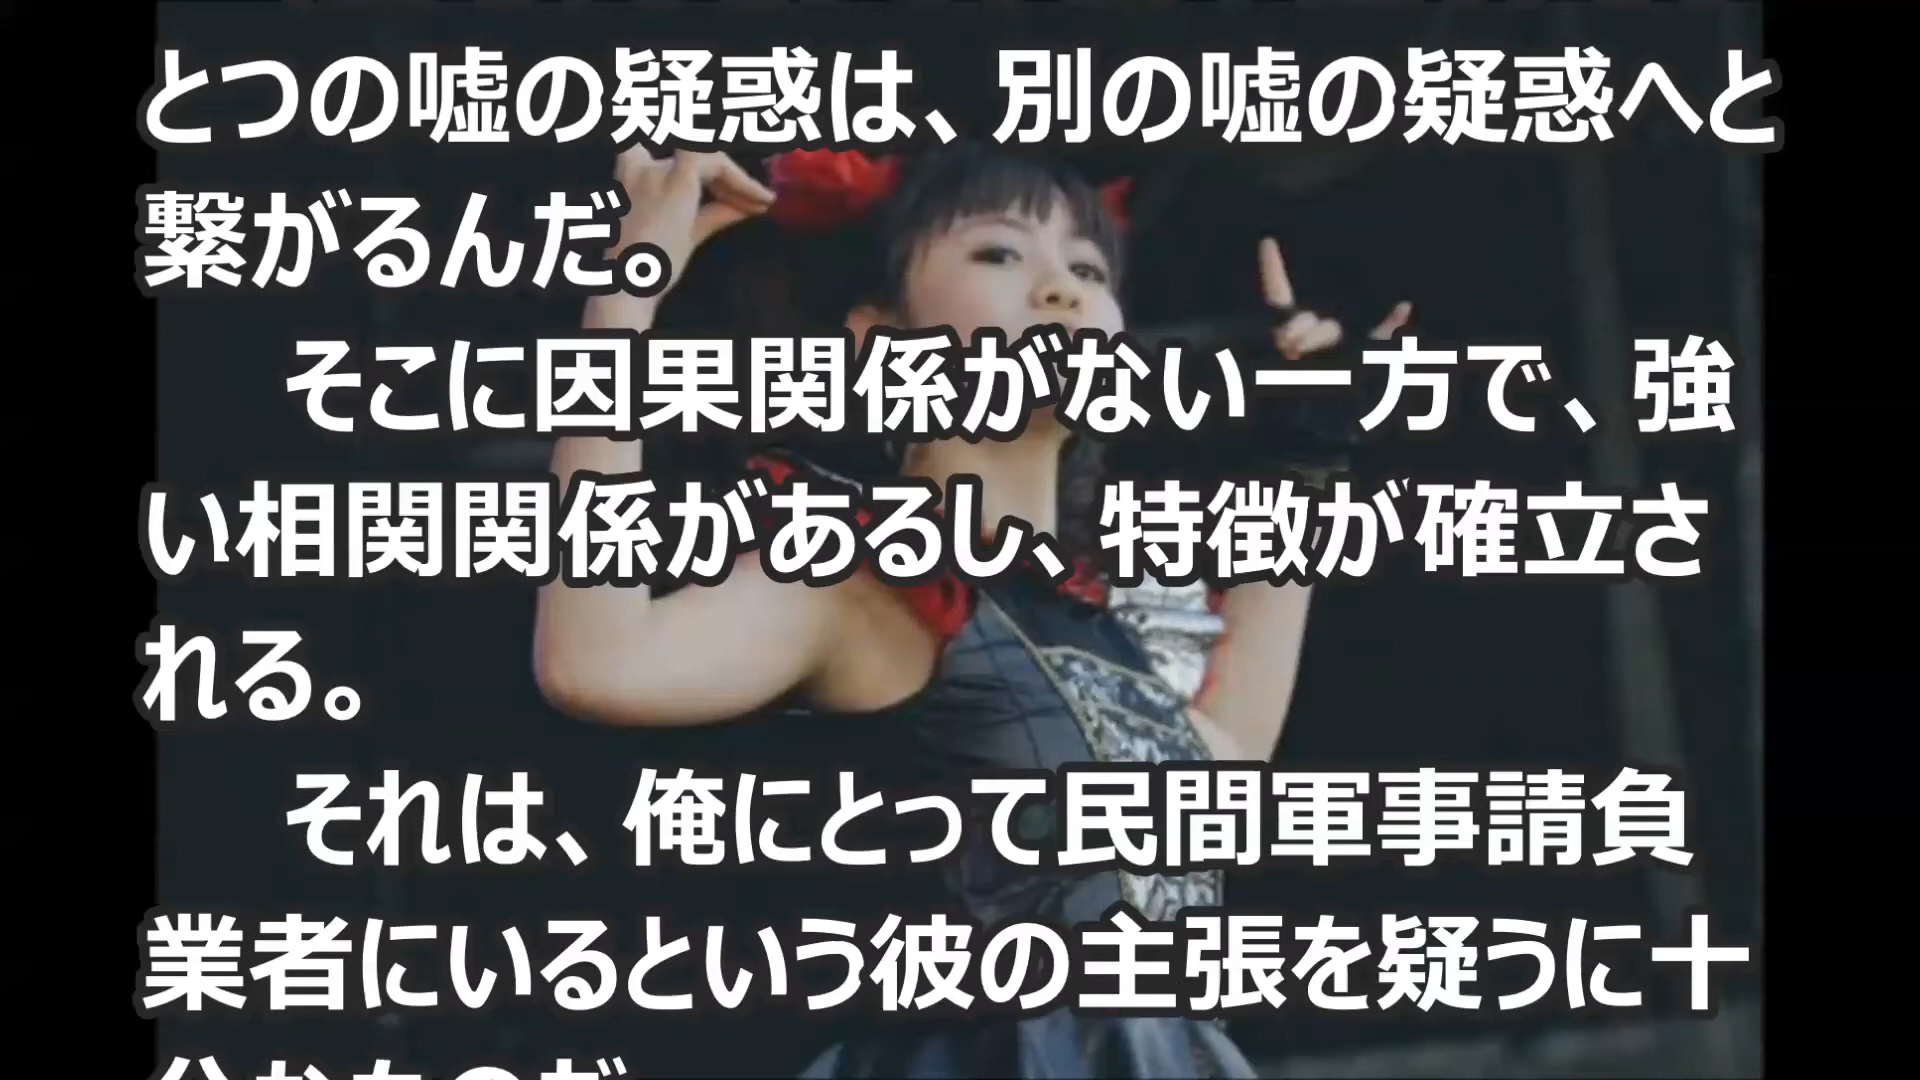 とつの嘘の疑惑は、別の嘘の疑惑へと
繋がるんだ。
そこに因果関係がない一方で、強
い相関関係があるし、特徴が確立さ
れる。
それは、俺にとって民間軍事請負
業者にいるという彼の主張を疑うに十